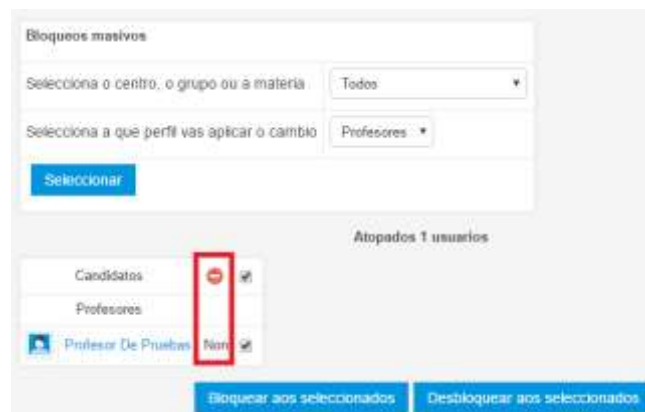 Bloqueos masivos
Selecciona o centro, o grupo ou a materia Todos
Selecciona a que perfil vas aplicar o cambio Profesores
Seleccionar
Atopados 1 usuarios
Candidatos
Profesores
Profesor De Pruebas Non
Bloquear aos seleccionados Desbloquear aos seleccionados